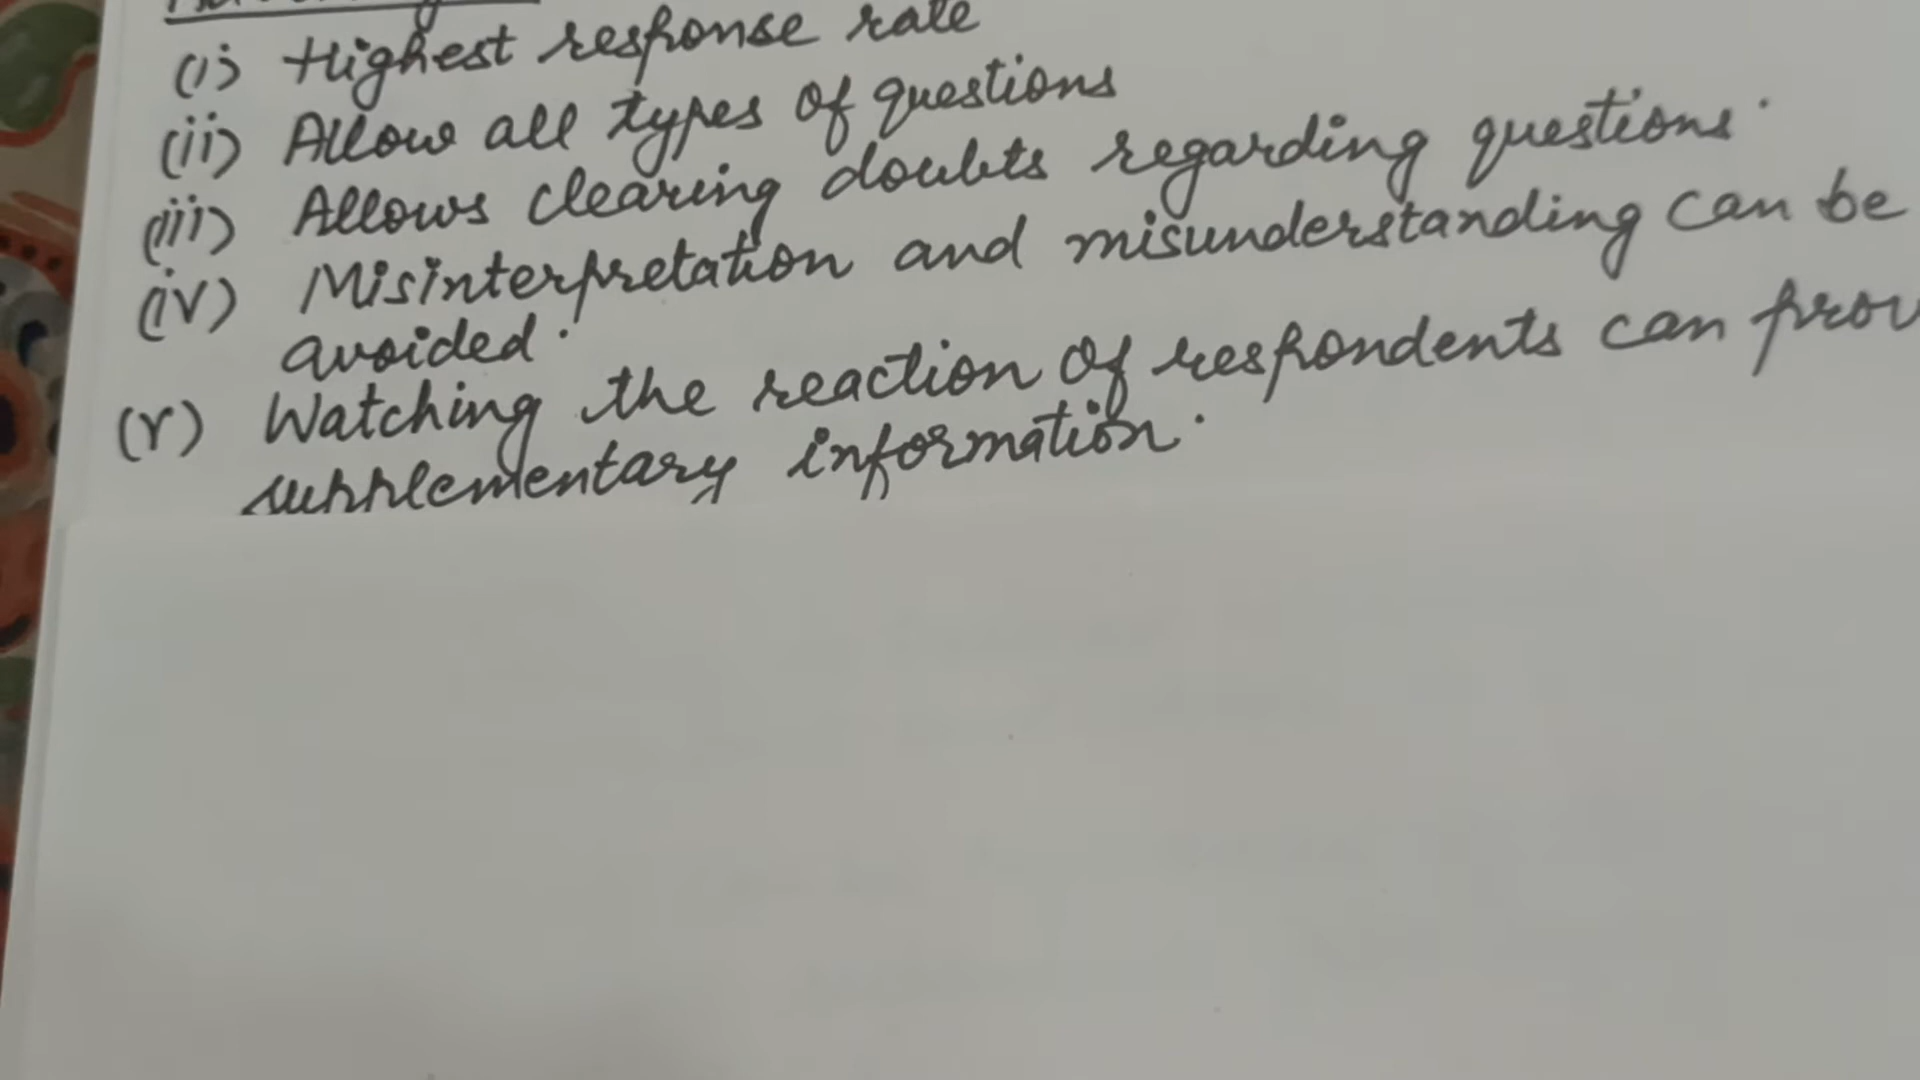 (i) Highest response rate
(ii) Allow all types of questions
(iii) Allows clearing doubts regarding questions.
(iv) Misinterpretation and misunderstanding can be
avoided.
(v) Watching the reaction of respondents can
supplementary information.